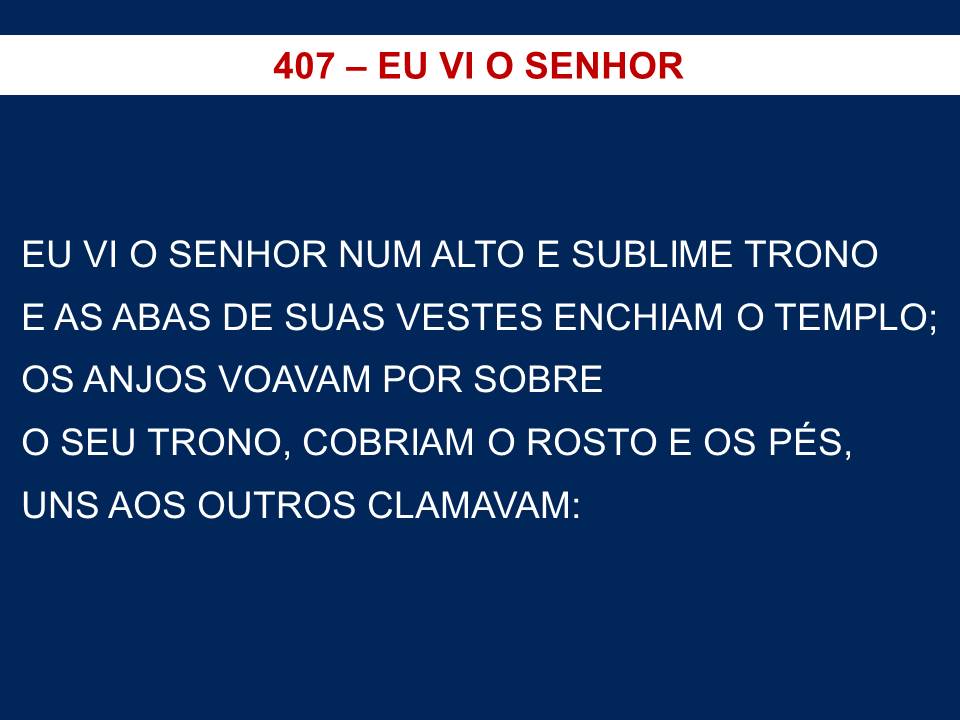 407 – EU VI O SENHOR
EU VI O SENHOR NUM ALTO E SUBLIME TRONO
E AS ABAS DE SUAS VESTES ENCHIAM O TEMPLO;
OS ANJOS VOAVAM POR SOBRE
O SEU TRONO, COBRIAM O ROSTO E OS PÉS,
UNS AOS OUTROS CLAMAVAM: